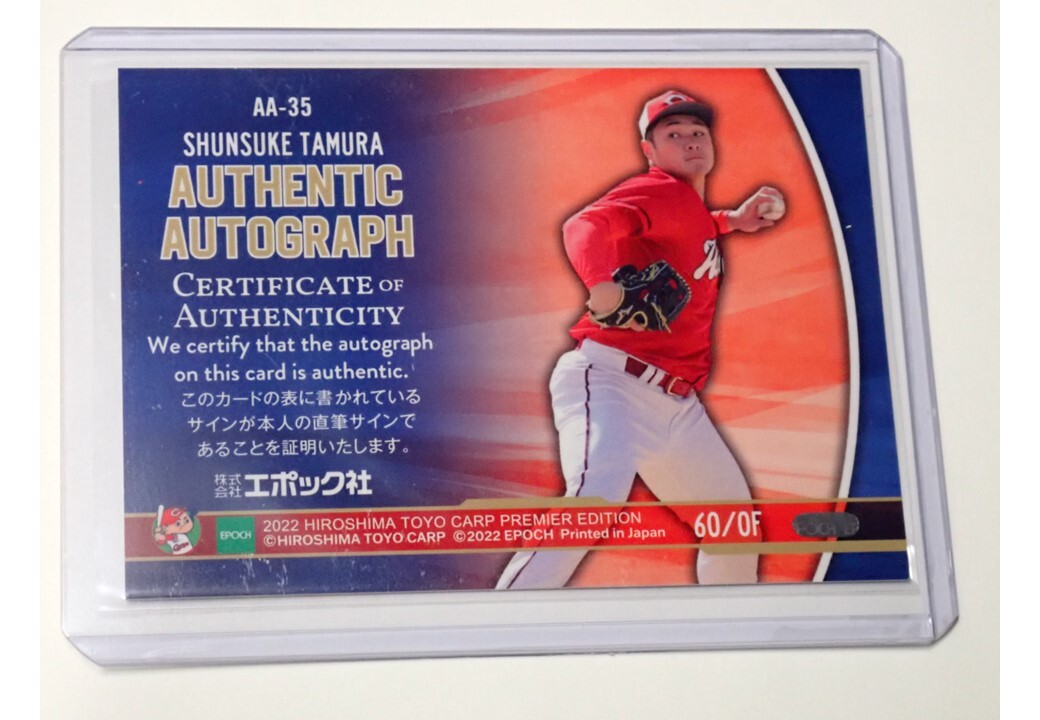 AA-35
SHUNSUKE TAMURA
AUTHENTIC
AUTOGRAPH
CERTIFICATE OF
AUTHENTICITY
We certify that the autograph
on this card is authentic.
このカードの表に書かれている
サインが本人の直筆サインで
あることを証明いたします。
株式会社エポック社
EPOCH
2022 HIROSHIMA TOYO CARP PREMIER EDITION
©HIROSHIMA TOYO CARP ©2022 EPOCH Printed in Japan
60/OF